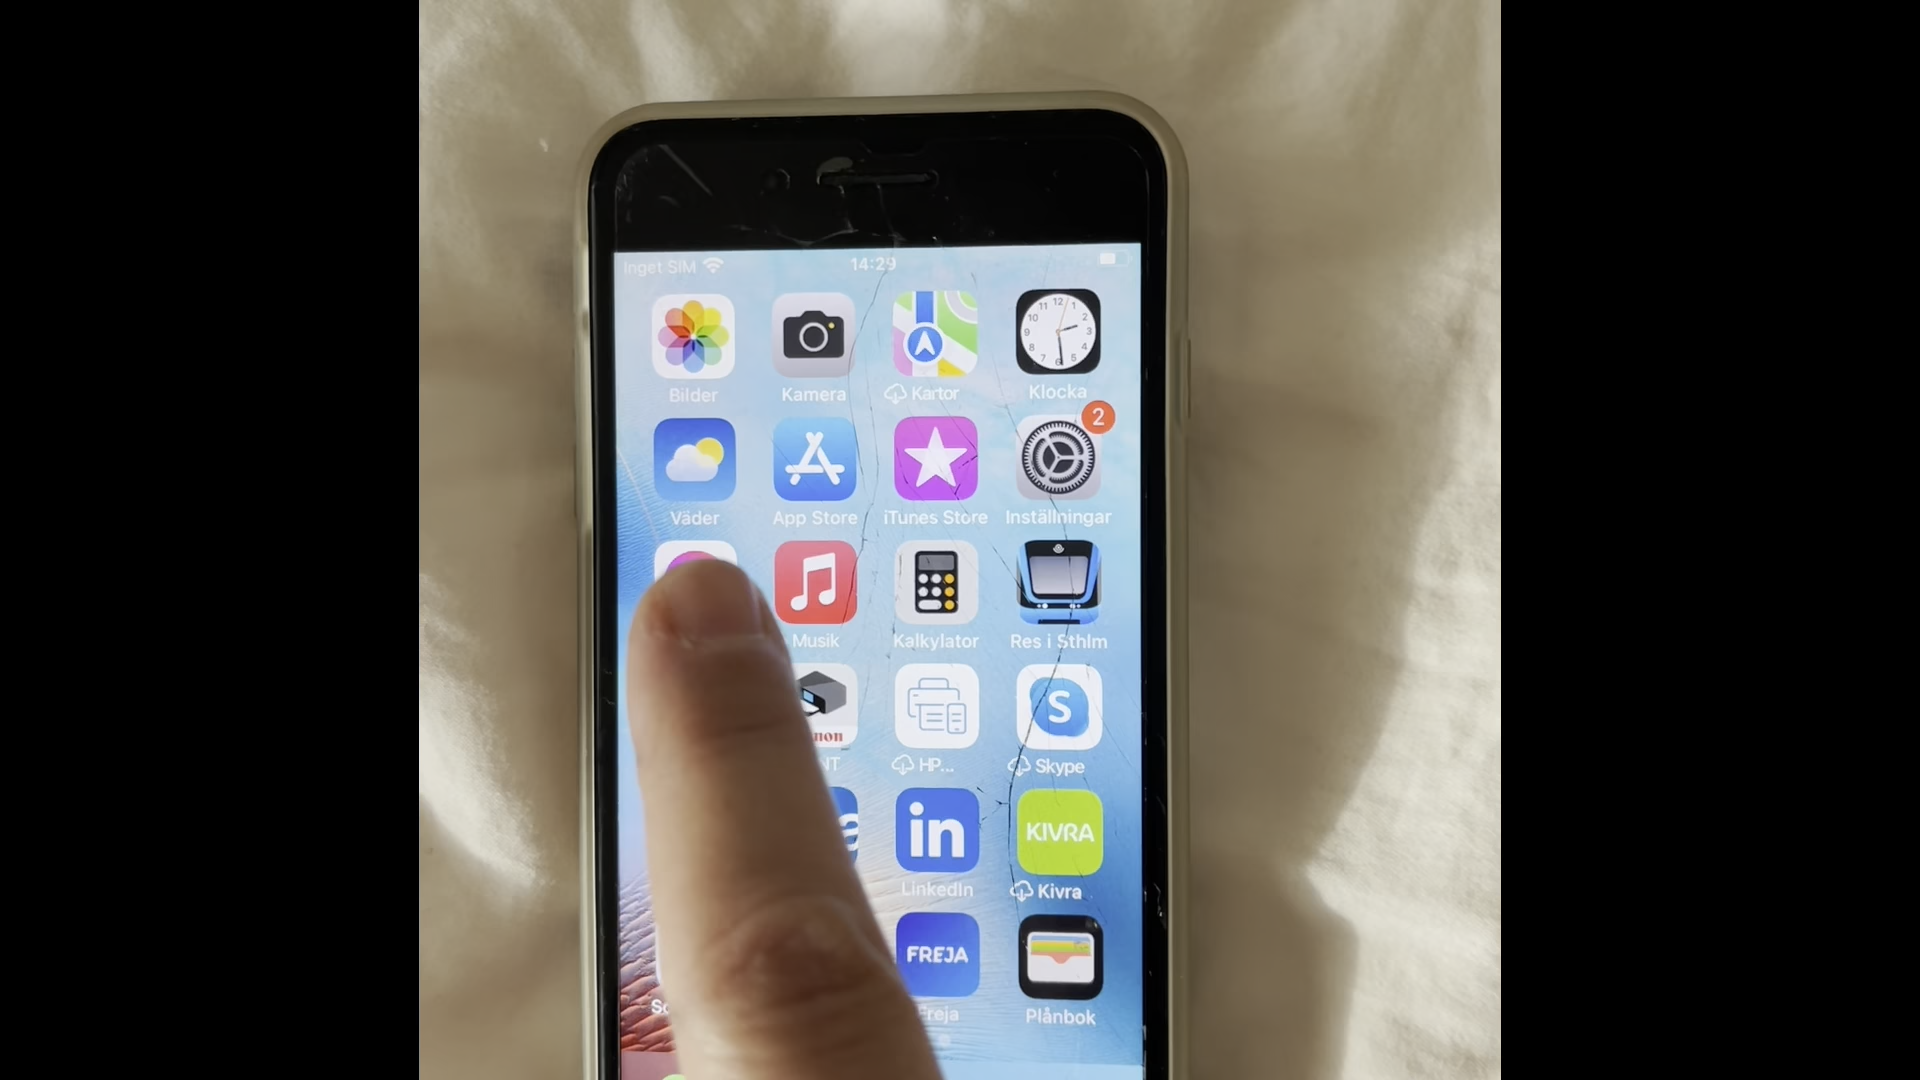 Inget SIM 14:29
Bilder Kamera Kartor Klocka
2
Väder App Store iTunes Store Inställningar
Musik Kalkylator Res i Sthlm
S
HP... Skype
in KIVRA
LinkedIn Kivra
FREJA
Freja Plånbok